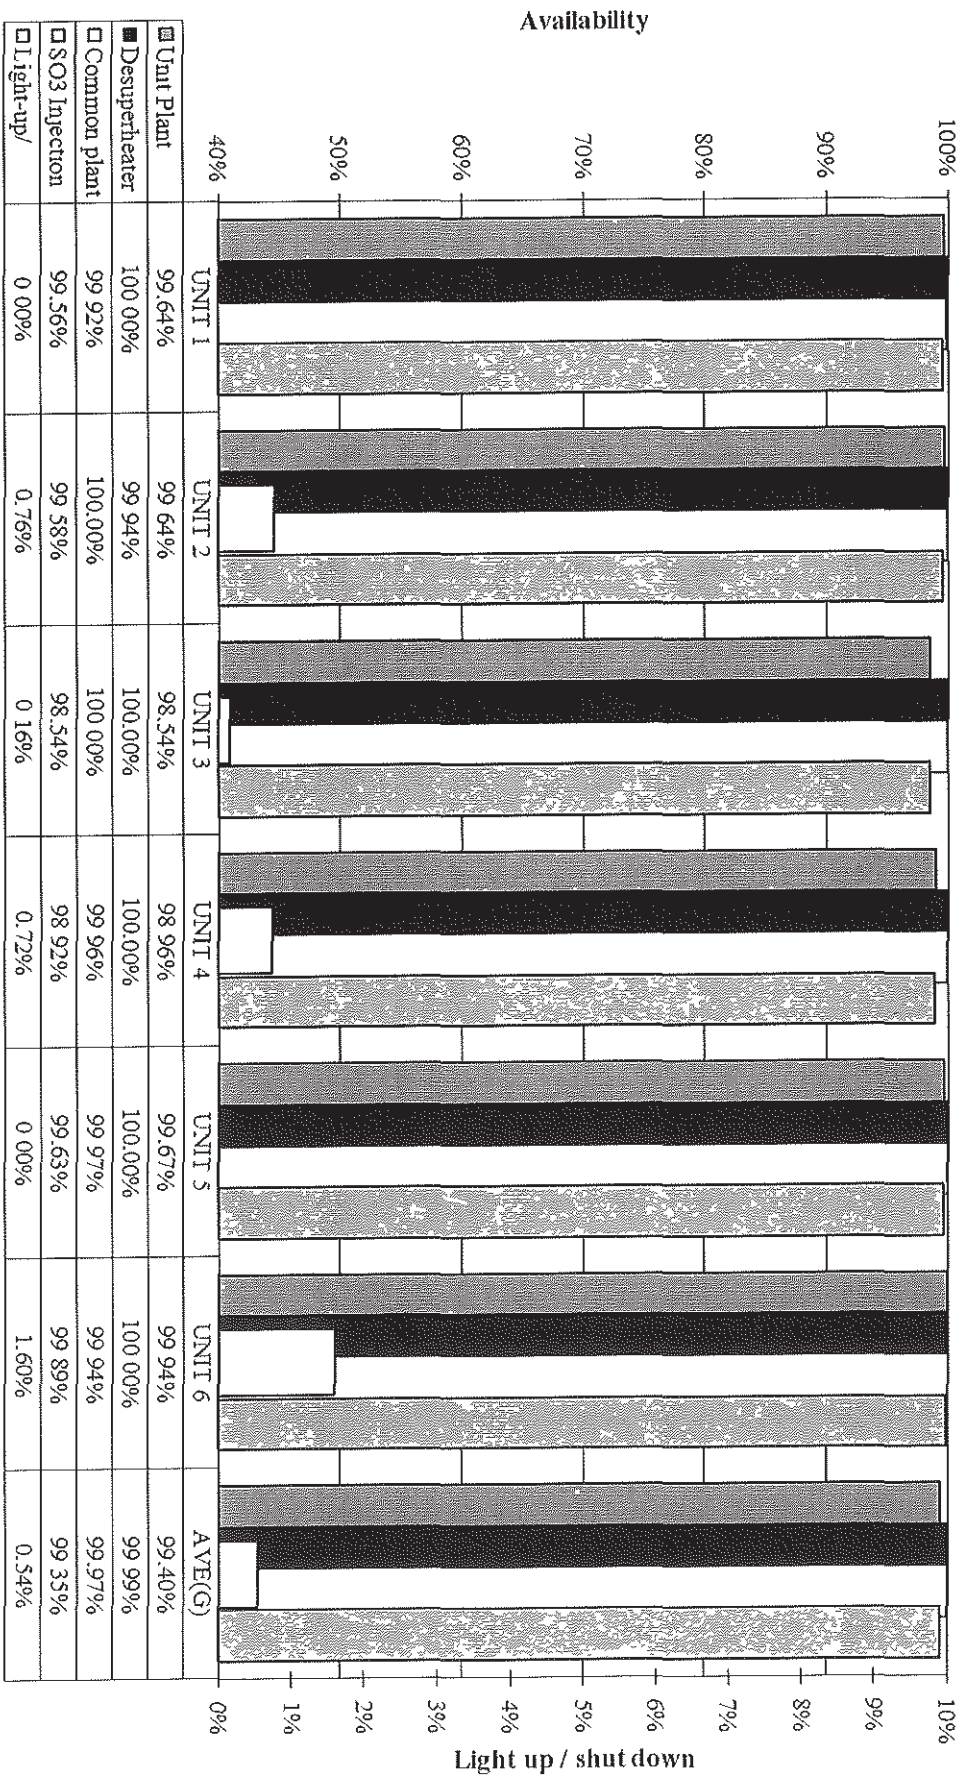 Availability
100%
90%
80%
70%
60%
50%
40%
10%
9%
8%
7%
6%
5%
4%
3%
2%
1%
0%
Light up / shut down
UNIT 1 UNIT 2 UNIT 3 UNIT 4 UNIT 5 UNIT 6 AVE(G)
Unit Plant 99.64% 99 64% 98.54% 98 96% 99.67% 99 94% 99.40%
Desuperheater 100 00% 99 94% 100.00% 100.00% 100.00% 100 00% 99 99%
Common plant 99 92% 100.00% 100 00% 99 96% 99 97% 99 94% 99.97%
SO3 Injection 99.56% 99 58% 98.54% 98 92% 99.63% 99 89% 99.35%
Light-up/ 0 00% 0.76% 0 16% 0.72% 0 00% 1.60% 0.54%